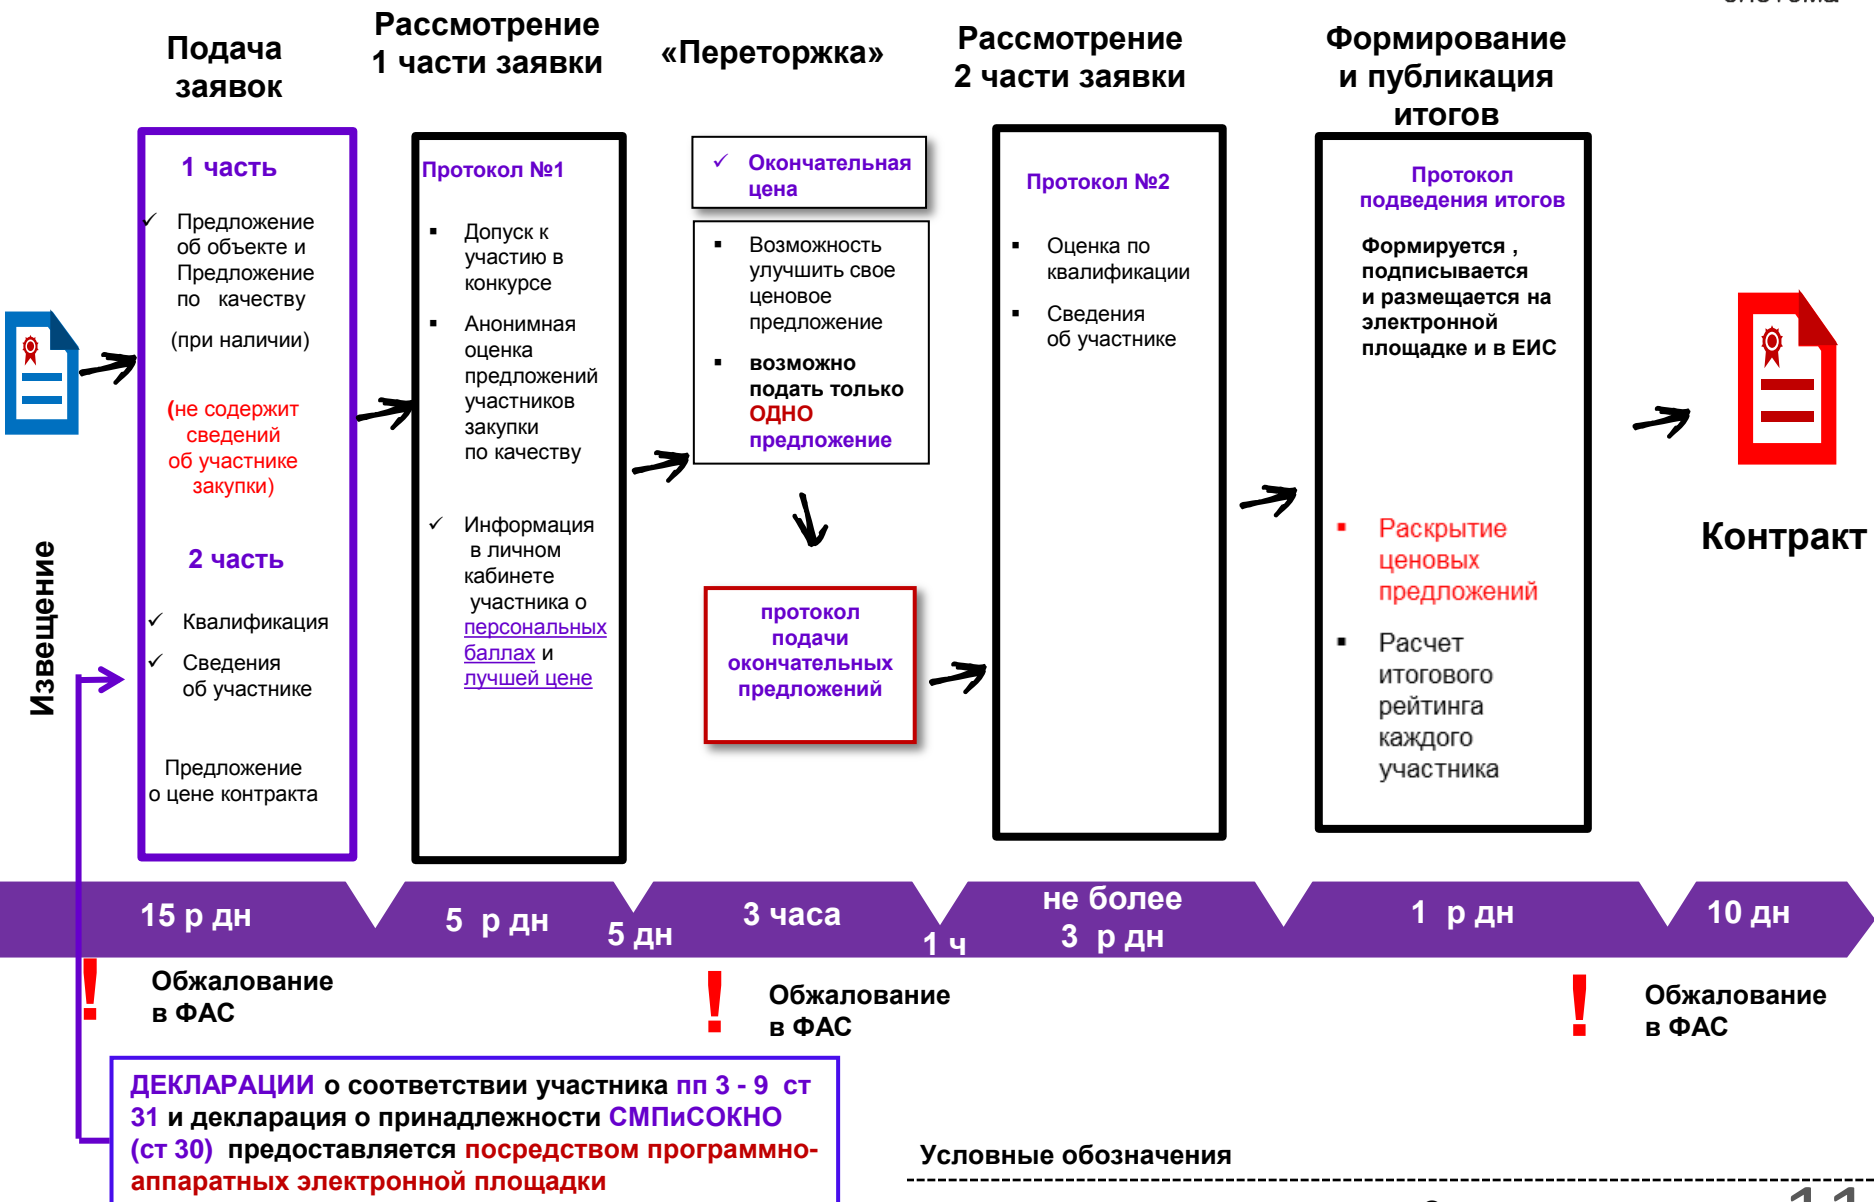 Подача
заявок
Рассмотрение
1 части заявки
«Переторжка»
Рассмотрение
2 части заявки
Формирование
и публикация
итогов
Извещение
1 часть
✓ Предложение
об объекте и
Предложение
по качеству
(при наличии)
(не содержит
сведений
об участнике
закупки)
2 часть
✓ Квалификация
✓ Сведения
об участнике
Предложение
о цене контракта
Протокол №1
▪ Допуск к
участию в
конкурсе
▪ Анонимная
оценка
предложений
участников
закупки
по качеству
✓ Информация
в личном
кабинете
участника о
персональных
баллах и
лучшей цене
✓ Окончательная
цена
▪ Возможность
улучшить свое
ценовое
предложение
▪ возможно
подать только
ОДНО
предложение
протокол
подачи
окончательных
предложений
Протокол №2
▪ Оценка по
квалификации
▪ Сведения
об участнике
Протокол
подведения итогов
Формируется ,
подписывается
и размещается на
электронной
площадке и в ЕИС
▪ Раскрытие
ценовых
предложений
▪ Расчет
итогового
рейтинга
каждого
участника
Контракт
15 р дн
5 р дн
5 дн
3 часа
1 ч
не более
3 р дн
1 р дн
10 дн
! Обжалование
в ФАС
! Обжалование
в ФАС
! Обжалование
в ФАС
ДЕКЛАРАЦИИ о соответствии участника пп 3 - 9 ст
31 и декларация о принадлежности СМПиСОКНО
(ст 30) предоставляется посредством программно-
аппаратных электронной площадки
Условные обозначения